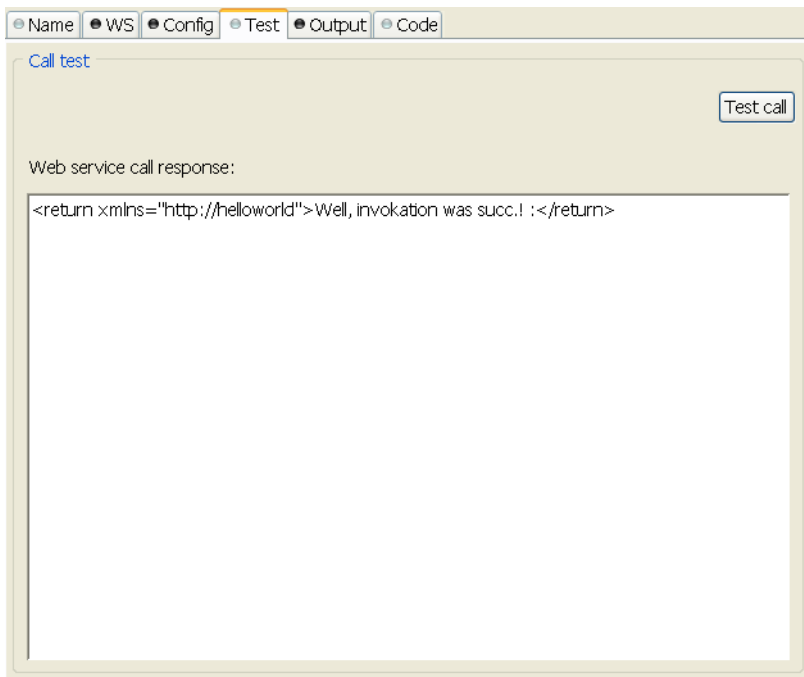 Name WS Config Test Output Code
Call test
Test call
Web service call response:
<return xmlns="http://helloworld">Well, invokation was succ.! :</return>